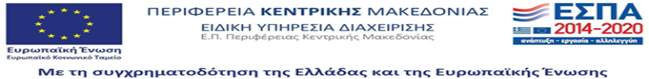 ΠΕΡΙΦΕΡΕΙΑ ΚΕΝΤΡΙΚΗΣ ΜΑΚΕΔΟΝΙΑΣ
ΕΙΔΙΚΗ ΥΠΗΡΕΣΙΑ ΔΙΑΧΕΙΡΙΣΗΣ
Ε.Π. Περιφέρειας Κεντρικής Μακεδονίας
Ευρωπαϊκή Ένωση
Ευρωπαϊκό Κοινωνικό Ταμείο
ΕΣΠΑ
2014-2020
ανάπτυξη - εργασία - αλληλεγγύη
Με τη συγχρηματοδότηση της Ελλάδας και της Ευρωπαϊκής Ένωσης